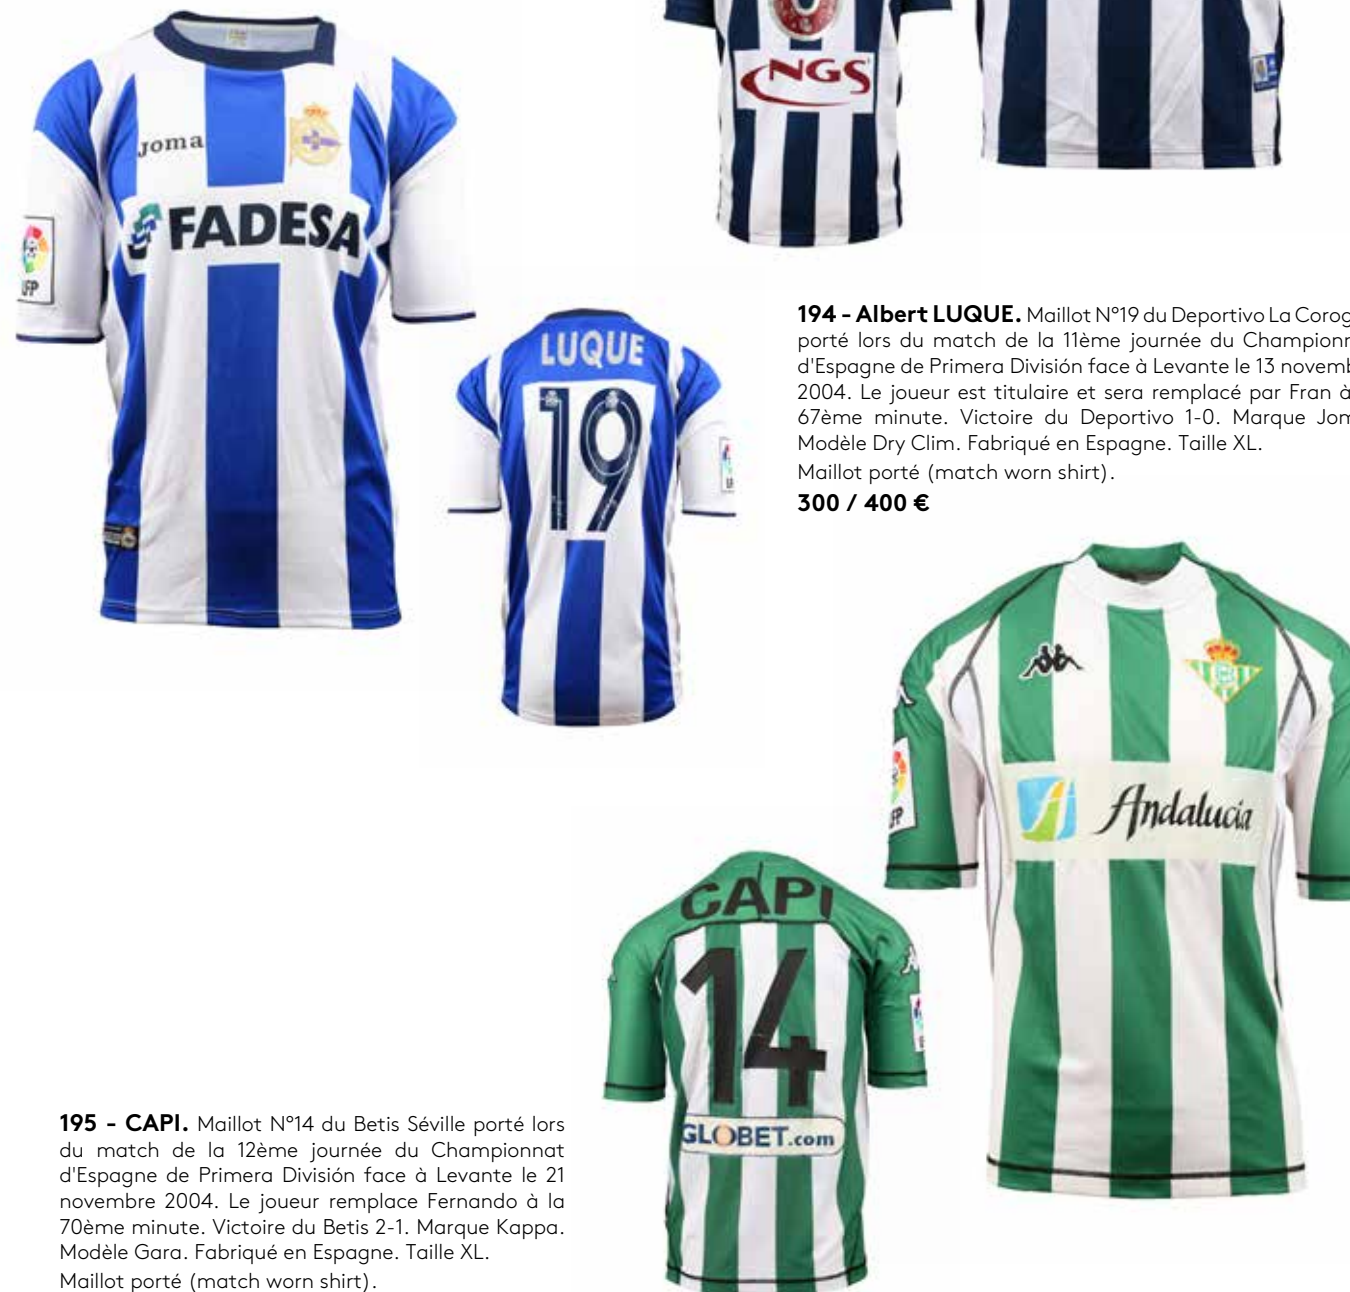 NGS
Joma
FADESA
LFP
LUQUE
19
194 - Albert LUQUE. Maillot N°19 du Deportivo La Corog
porté lors du match de la 11ème journée du Championn
d'Espagne de Primera División face à Levante le 13 novemb
2004. Le joueur est titulaire et sera remplacé par Fran à
67ème minute. Victoire du Deportivo 1-0. Marque Jom
Modèle Dry Clim. Fabriqué en Espagne. Taille XL.
Maillot porté (match worn shirt).
300 / 400 €
Andalucia
CAPI
14
GLOBET.com
195 - CAPI. Maillot N°14 du Betis Séville porté lors
du match de la 12ème journée du Championnat
d'Espagne de Primera División face à Levante le 21
novembre 2004. Le joueur remplace Fernando à la
70ème minute. Victoire du Betis 2-1. Marque Kappa.
Modèle Gara. Fabriqué en Espagne. Taille XL.
Maillot porté (match worn shirt).